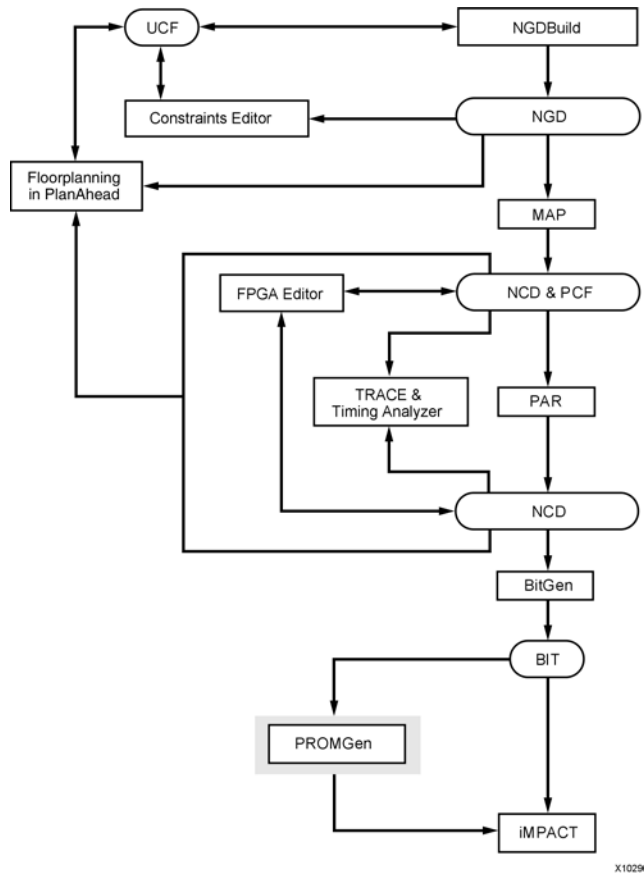 UCF
NGDBuild
Constraints Editor
NGD
Floorplanning
in PlanAhead
MAP
FPGA Editor
NCD & PCF
TRACE &
Timing Analyzer
PAR
NCD
BitGen
BIT
PROMGen
iMPACT